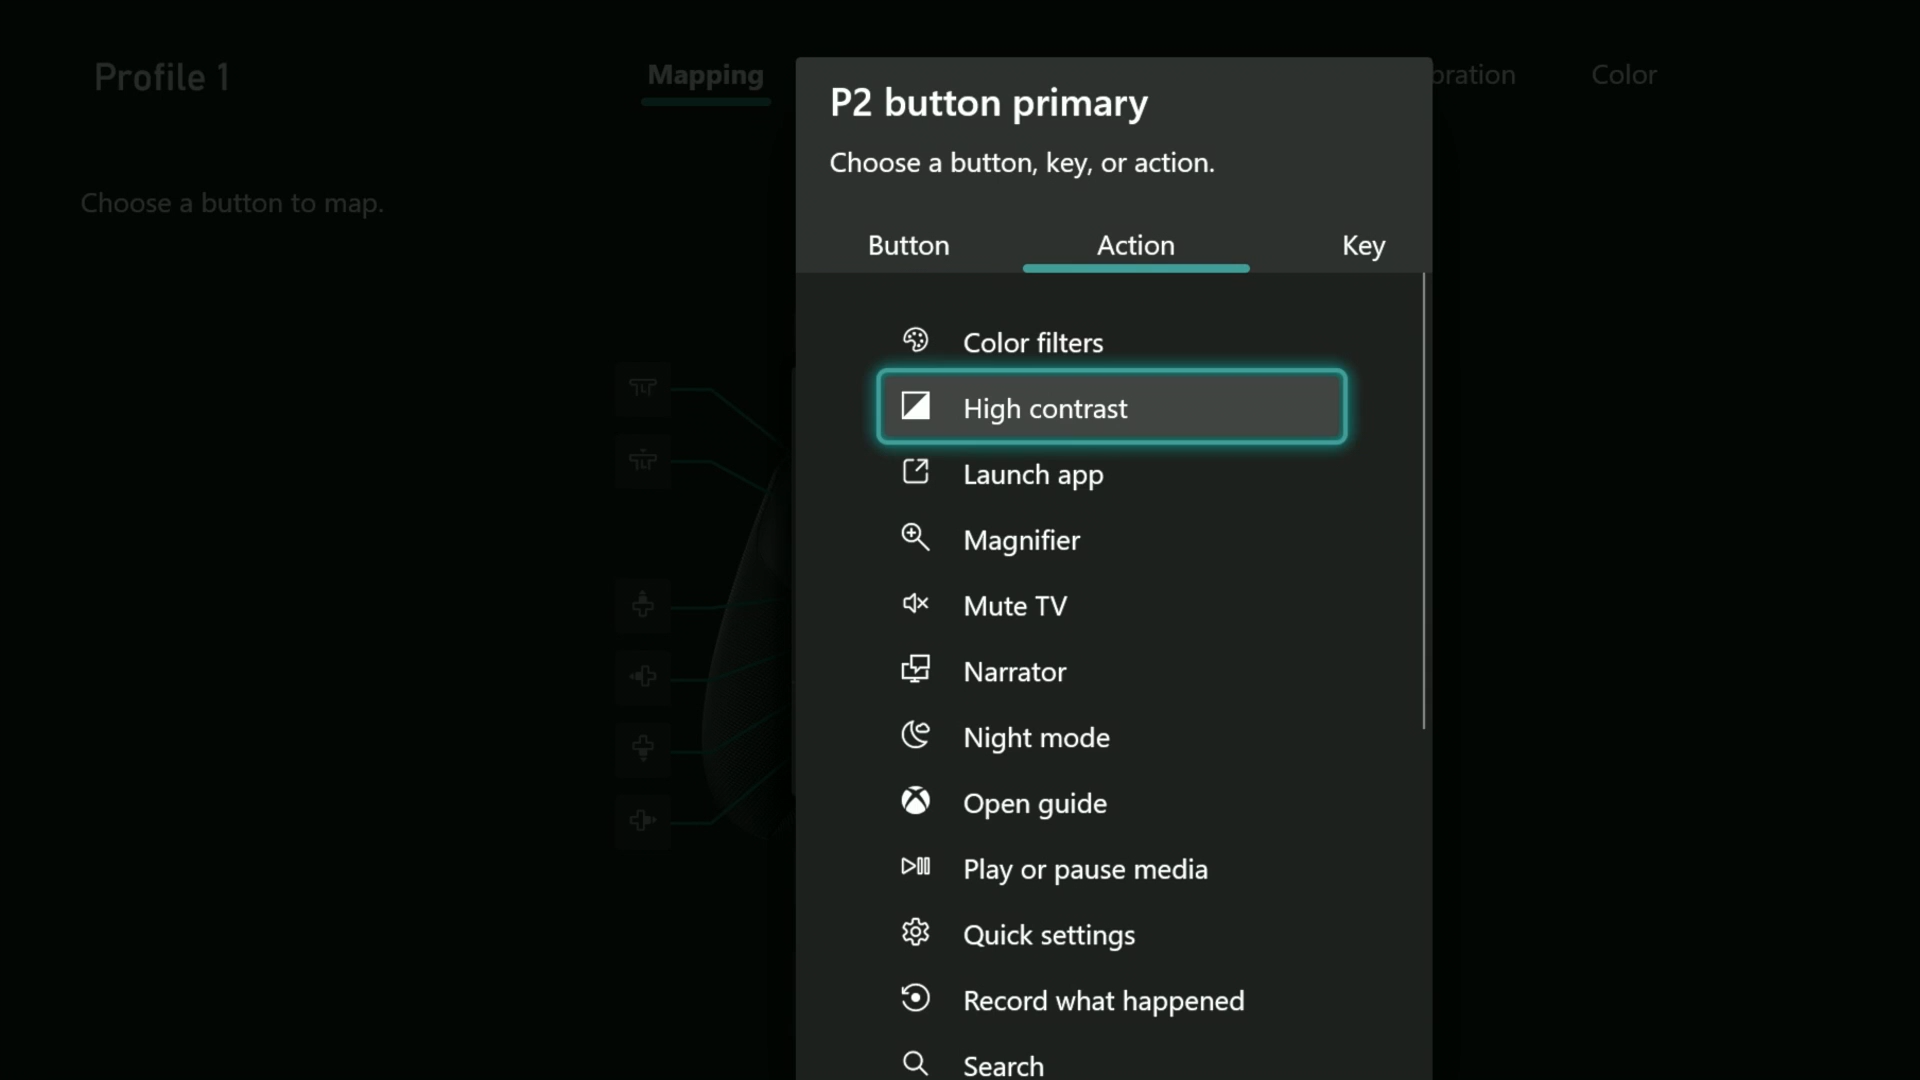 Profile 1
Mapping
bration
Color
Choose a button to map.
P2 button primary
Choose a button, key, or action.
Button
Action
Key
Color filters
High contrast
Launch app
Magnifier
Mute TV
Narrator
Night mode
Open guide
Play or pause media
Quick settings
Record what happened
Search